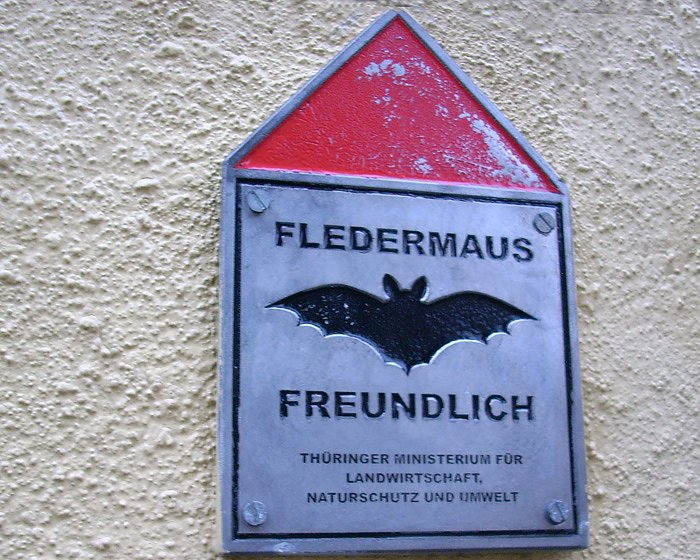 FLEDERMAUS
FREUNDLICH
THÜRINGER MINISTERIUM FÜR
LANDWIRTSCHAFT,
NATURSCHUTZ UND UMWELT